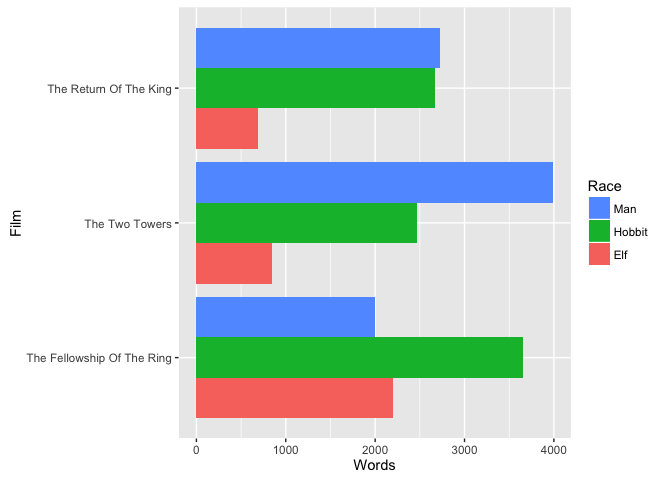 The Return Of The King
The Two Towers
The Fellowship Of The Ring
Film
0 1000 2000 3000 4000
Words
Race
Man
Hobbit
Elf